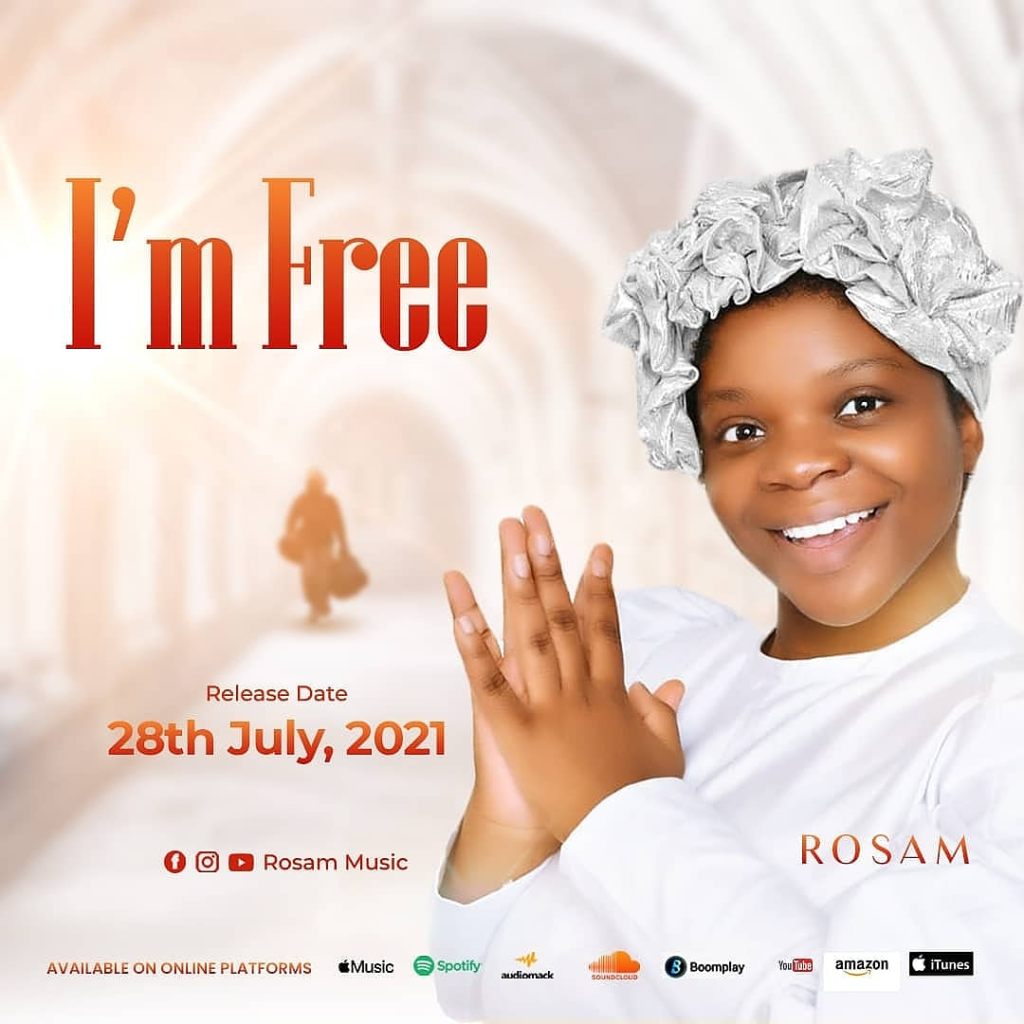 I'm Free
Release Date
28th July, 2021
Rosam Music
ROSAM
AVAILABLE ON ONLINE PLATFORMS
Music
Spotify
audiomack
SOUNDCLOUD
Boomplay
YouTube
amazon
iTunes